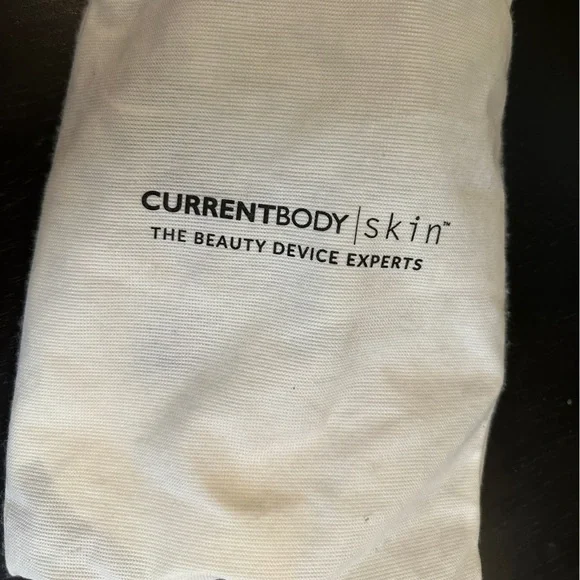 CURRENTBODY|skin™
THE BEAUTY DEVICE EXPERTS